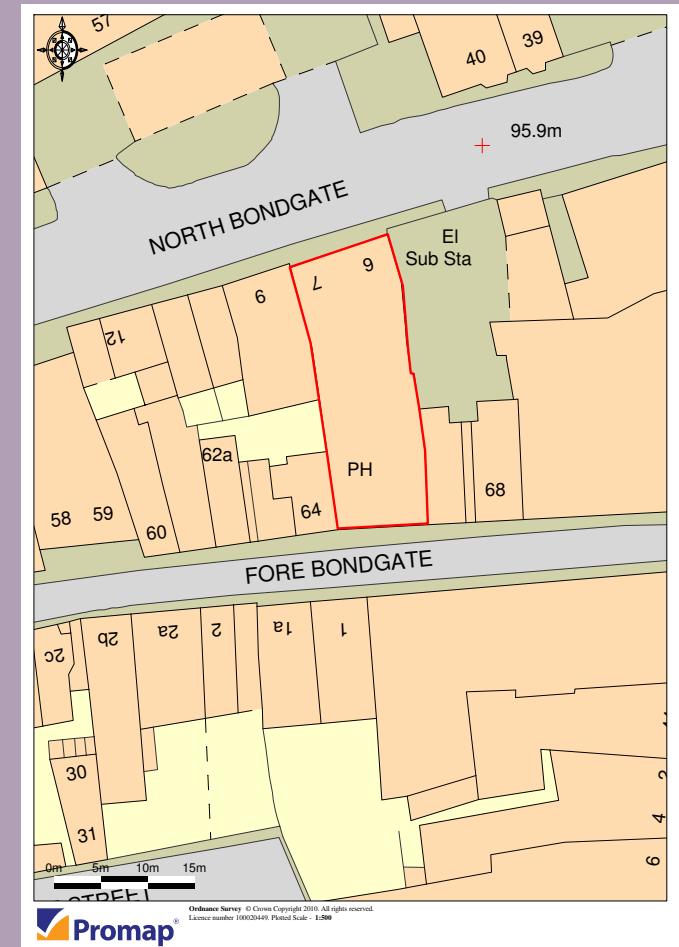 57
40
39
95.9m
NORTH BONDGATE
El
Sub Sta
7
9
9
12
62a
PH
68
64
58
59
60
FORE BONDGATE
2c
2b
2a
2
1a
1
30
31
4
6
0m 5m 10m 15m
STREET
Promap®
Ordnance Survey © Crown Copyright 2010. All rights reserved.
Licence number 100020449. Plotted Scale - 1:500